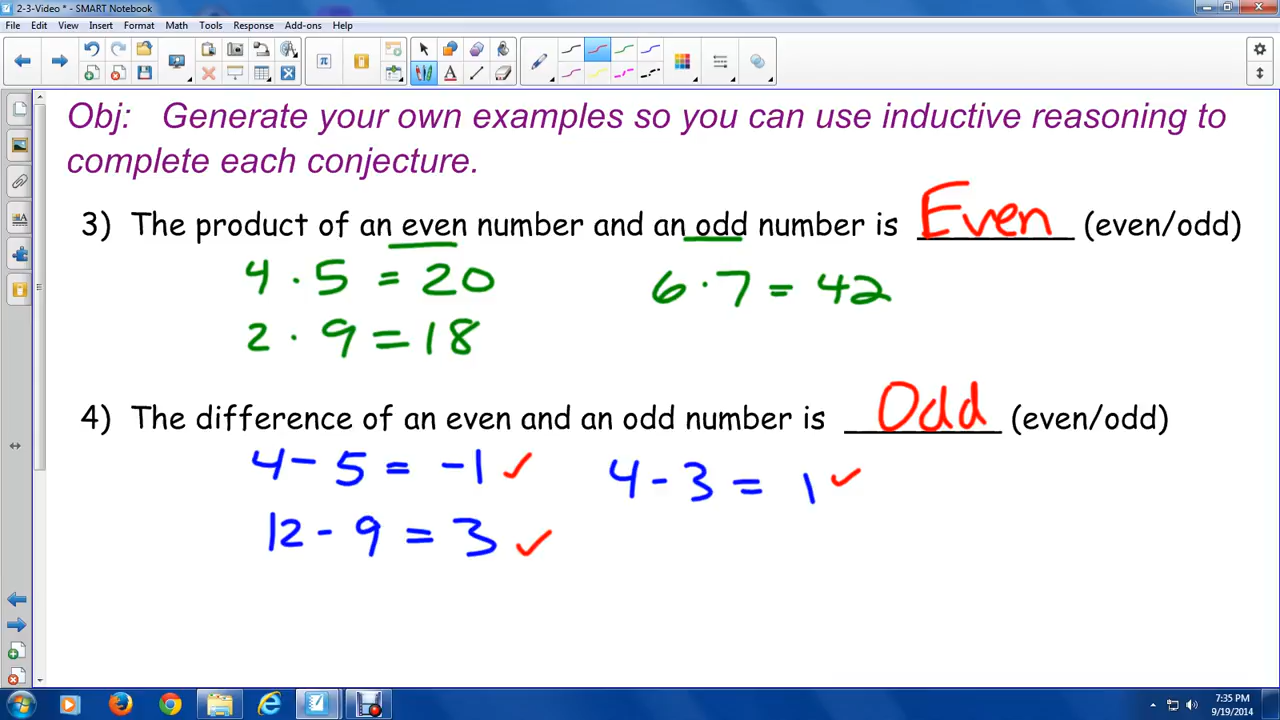 2-3-Video * - SMART Notebook
File Edit View Insert Format Tools Math Response Add-ons Help
Obj: Generate your own examples so you can use inductive reasoning to
complete each conjecture.
3) The product of an even number and an odd number is Even (even/odd)
4 · 5 = 20 6 · 7 = 42
2 · 9 = 18
4) The difference of an even and an odd number is Odd (even/odd)
4 - 5 = -1 ✓ 4 - 3 = 1 ✓
12 - 9 = 3 ✓
7:35 PM
9/19/2014